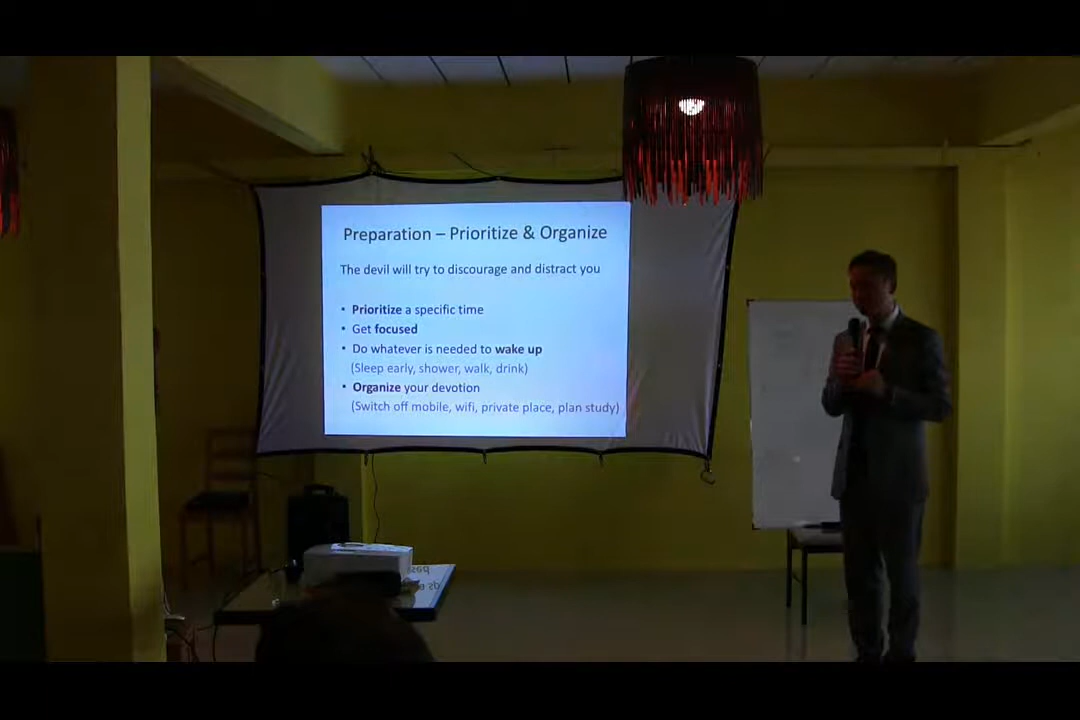 Preparation – Prioritize & Organize
The devil will try to discourage and distract you
• Prioritize a specific time
• Get focused
• Do whatever is needed to wake up
(Sleep early, shower, walk, drink)
• Organize your devotion
(Switch off mobile, wifi, private place, plan study)